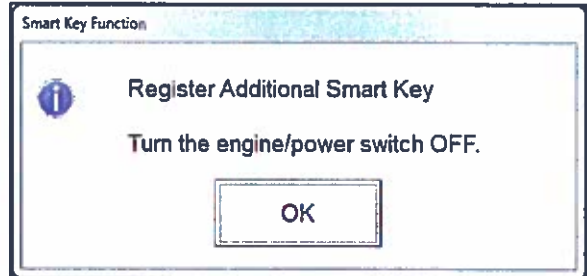 Smart Key Function
Register Additional Smart Key
Turn the engine/power switch OFF.
OK